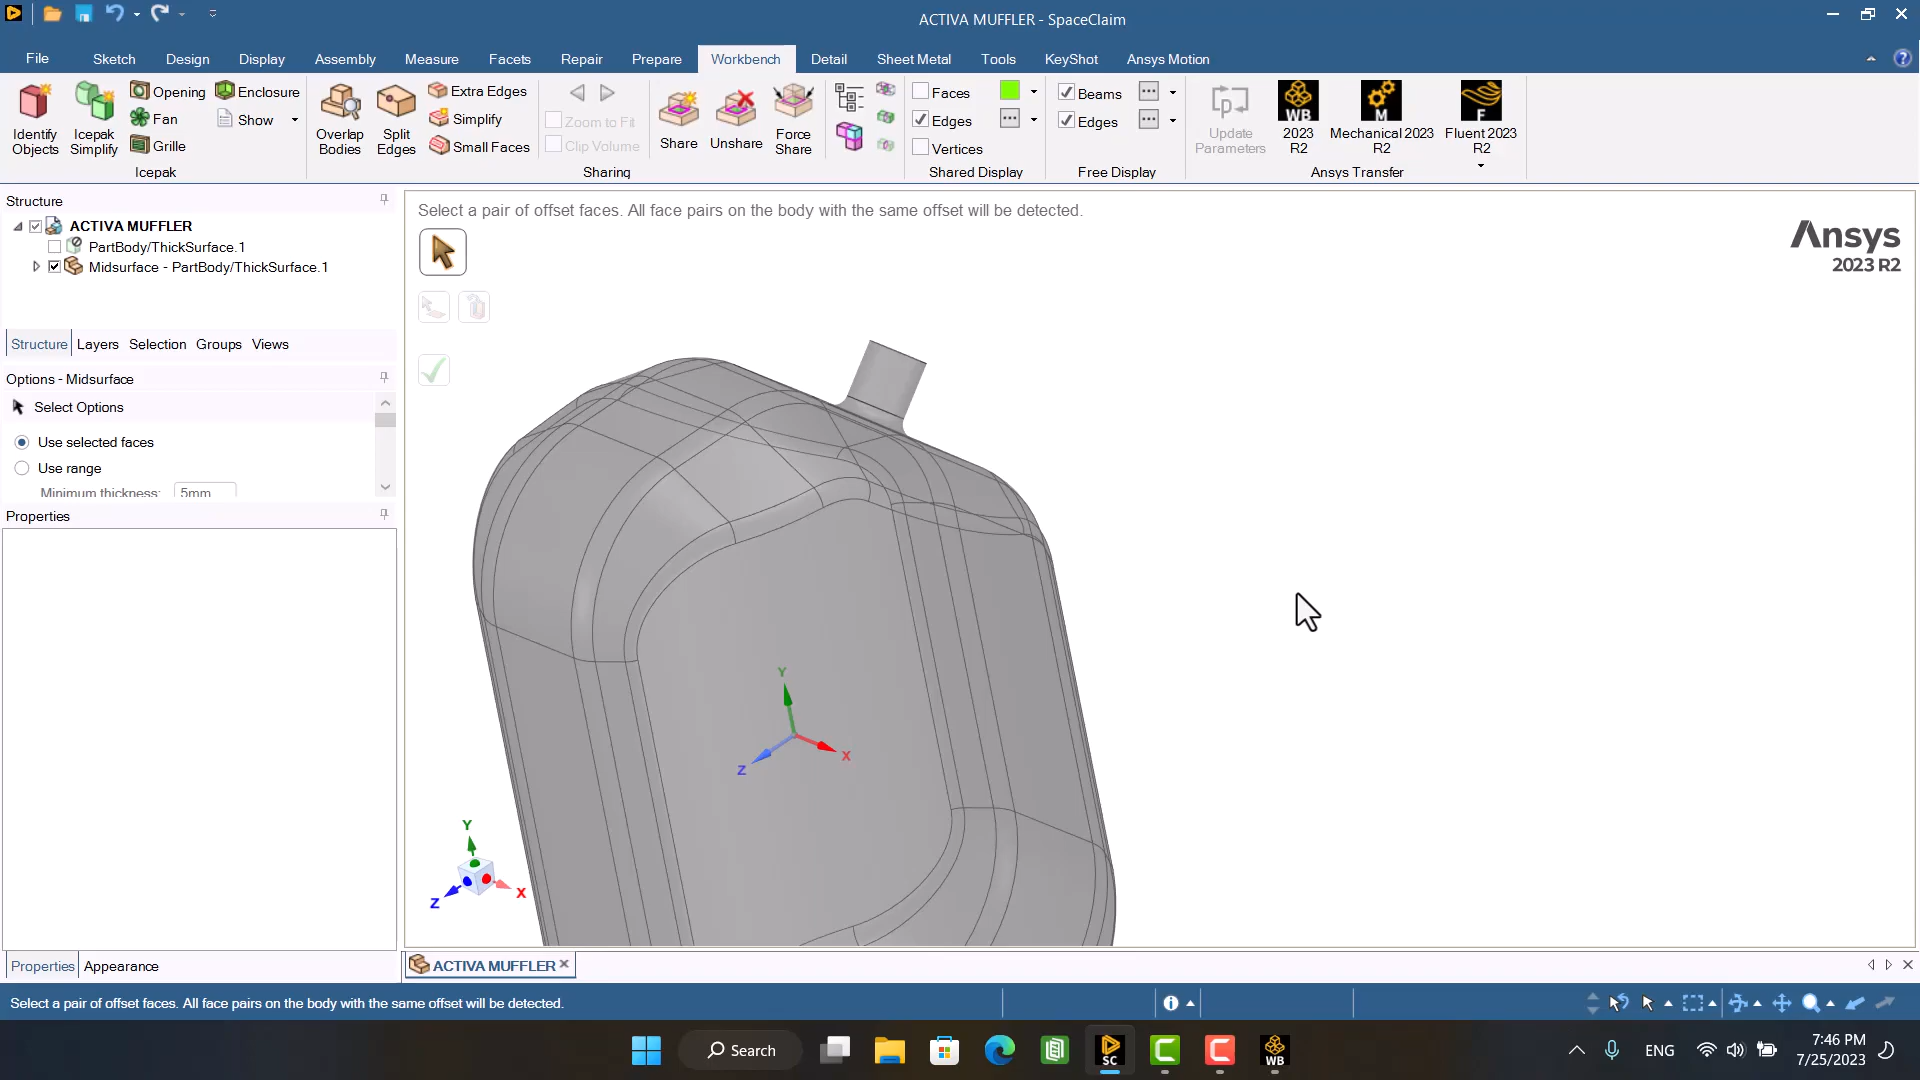 ACTIVA MUFFLER - SpaceClaim
File Sketch Design Display Assembly Measure Facets Repair Prepare Workbench Detail Sheet Metal Tools KeyShot Ansys Motion
Identify Objects
Icepak Simplify
Opening
Fan
Grille
Enclosure
Show
Icepak
Overlap Bodies
Split Edges
Extra Edges
Simplify
Small Faces
Zoom to Fit
Clip Volume
Share
Unshare
Force Share
Sharing
Faces
Edges
Vertices
Shared Display
Beams
Edges
Free Display
Update Parameters
WB
2023 R2
M
Mechanical 2023 R2
F
Fluent 2023 R2
Ansys Transfer
Structure
ACTIVA MUFFLER
PartBody/ThickSurface.1
Midsurface - PartBody/ThickSurface.1
Structure Layers Selection Groups Views
Options - Midsurface
Select Options
Use selected faces
Use range
Minimum thickness: 5mm
Properties
Properties Appearance
Select a pair of offset faces. All face pairs on the body with the same offset will be detected.
Ansys
2023 R2
Y
X
Z
Y
X
Z
ACTIVA MUFFLER
Select a pair of offset faces. All face pairs on the body with the same offset will be detected.
Search
SC
WB
ENG
7:46 PM
7/25/2023